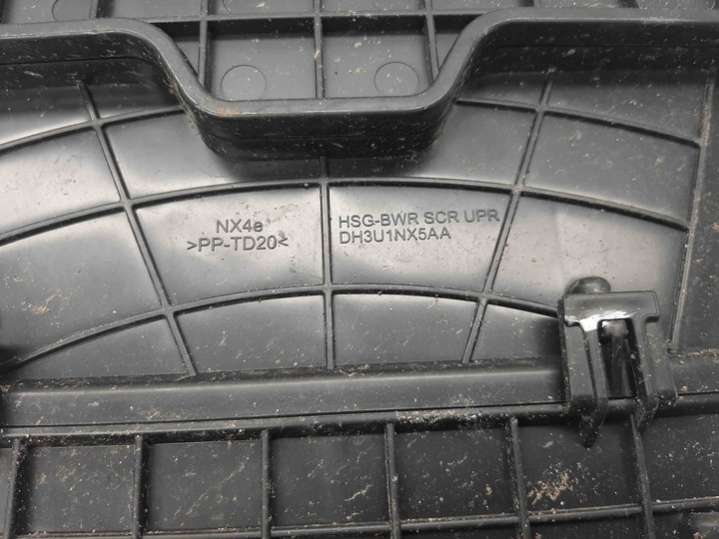 NX4e
>PP-TD20<
HSG-BWR SCR UPR
DH3U1NX5AA